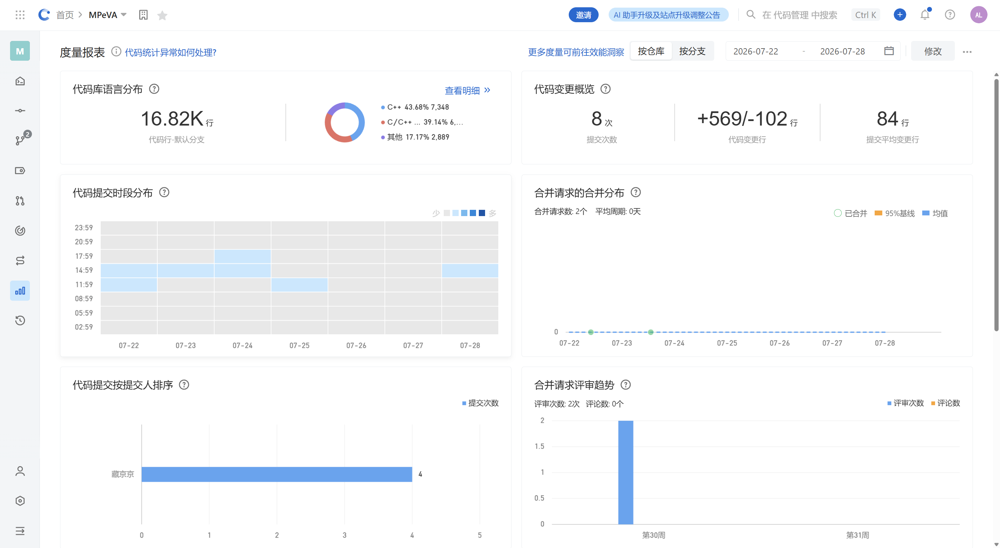 首页 MPeVA 邀请 AI 助手升级及站点升级调整公告 在 代码管理 中搜索 Ctrl K AL
M
2
度量报表 代码统计异常如何处理? 更多度量可前往效能洞察 按仓库 按分支 2026-07-22 - 2026-07-28 修改
代码库语言分布 查看明细
16.82K 行
代码行-默认分支
C++ 43.68% 7,348
C/C++ ... 39.14% 6,...
其他 17.17% 2,889
代码变更概览
8 次
提交次数
+569/-102 行
代码变更行
84 行
提交平均变更行
代码提交时段分布
少 多
23:59
20:59
17:59
14:59
11:59
08:59
05:59
02:59
07-22 07-23 07-24 07-25 07-26 07-27 07-28
合并请求的合并分布
合并请求数: 2个 平均周期: 0天
已合并 95%基线 均值
0
07-22 07-23 07-24 07-25 07-26 07-27 07-28
代码提交按提交人排序
提交次数
藏京京 4
0 1 2 3 4 5
合并请求评审趋势
评审次数: 2次 评论数: 0个
评审次数 评论数
2
1.5
1
0.5
0
第30周 第31周